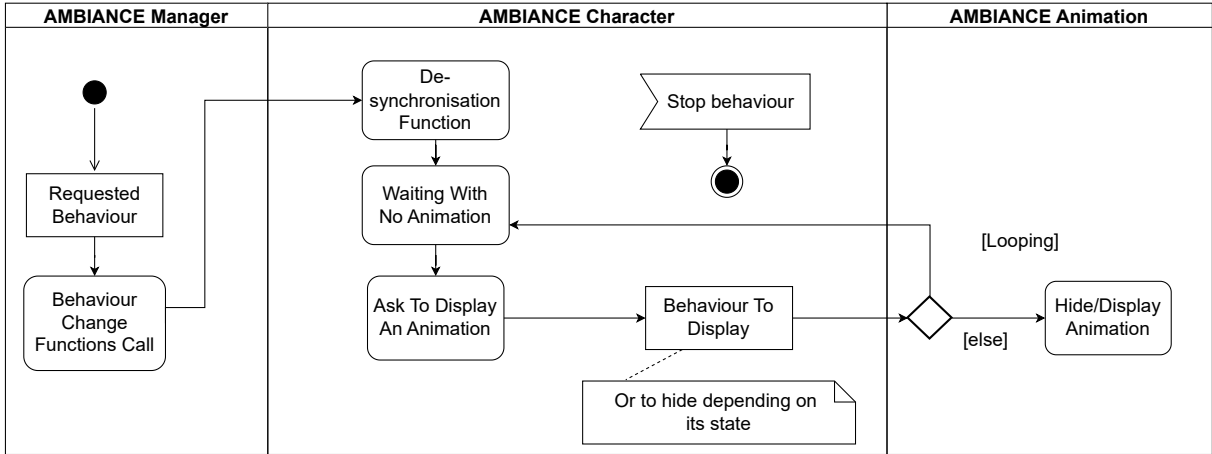 AMBIANCE Manager
AMBIANCE Character
AMBIANCE Animation
Requested
Behaviour
Behaviour
Change
Functions Call
De-
synchronisation
Function
Stop behaviour
Waiting With
No Animation
Ask To Display
An Animation
Behaviour To
Display
Or to hide depending on
its state
[Looping]
[else]
Hide/Display
Animation